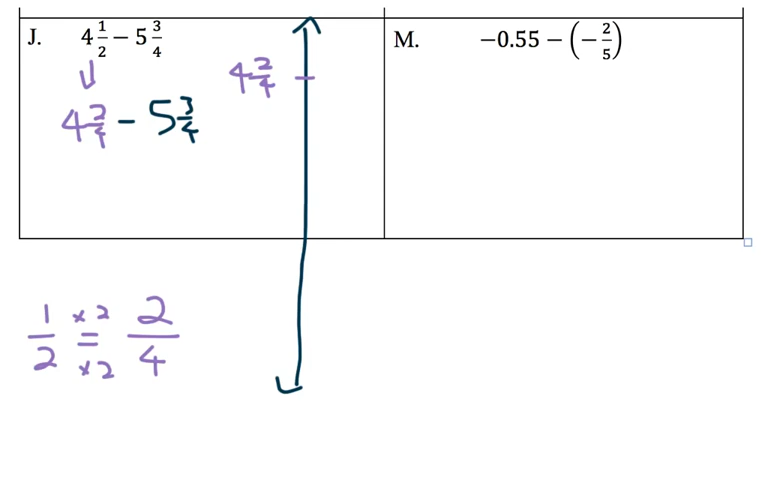 J. 4 1/2 − 5 3/4
4 2/4 − 5 3/4
4 2/4
1/2 ×2 = ×2 2/4
M. −0.55 − (− 2/5)